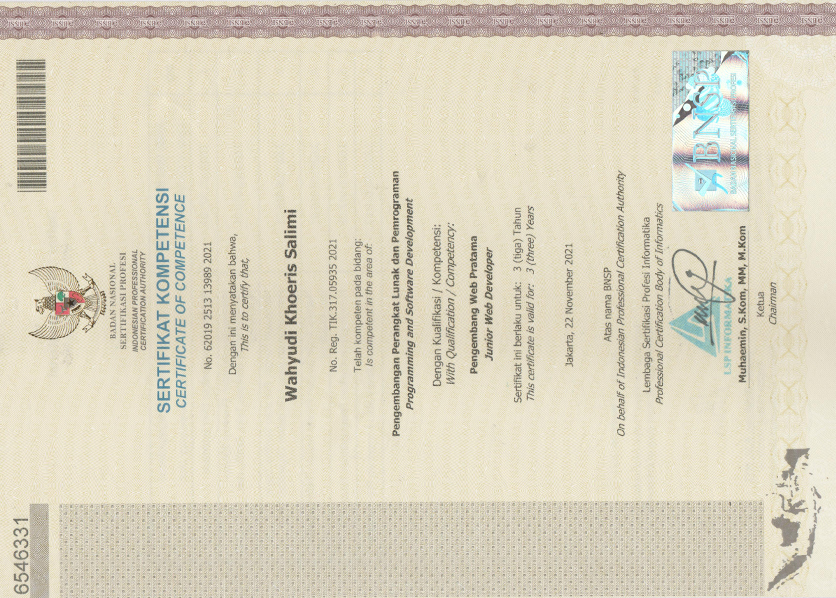 6546331
BADAN NASIONAL
SERTIFIKASI PROFESI
INDONESIAN PROFESSIONAL
CERTIFICATION AUTHORITY
SERTIFIKAT KOMPETENSI
CERTIFICATE OF COMPETENCE
No. 62019 2513 13989 2021
Dengan ini menyatakan bahwa,
This is to certify that,
Wahyudi Khoeris Salimi
No. Reg. TIK.317.05935 2021
Telah kompeten pada bidang:
Is competent in the area of:
Pengembangan Perangkat Lunak dan Pemrograman
Programming and Software Development
Dengan Kualifikasi / Kompetensi:
With Qualification / Competency:
Pengembang Web Pratama
Junior Web Developer
Sertifikat ini berlaku untuk: 3 (tiga) Tahun
This certificate is valid for: 3 (three) Years
Jakarta, 22 November 2021
Atas nama BNSP
On behalf of Indonesian Professional Certification Authority
Lembaga Sertifikasi Profesi Informatika
Professional Certification Body of Informatics
BNSP
LSP INFORMATIKA
Muhaemin, S.Kom, MM, M.Kom
Ketua
Chairman